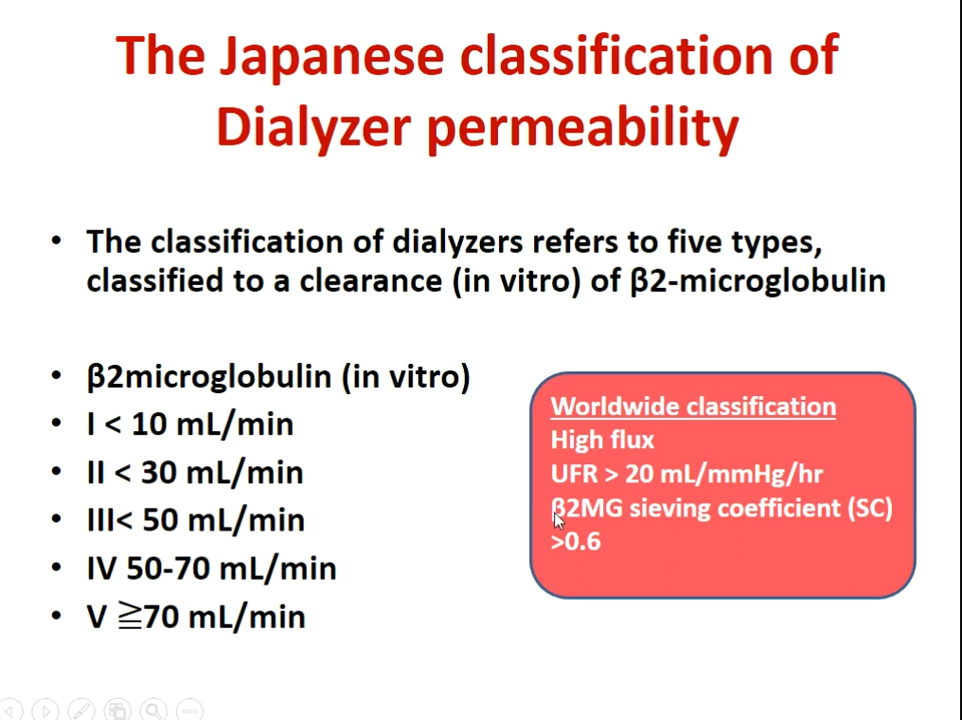 The Japanese classification of
Dialyzer permeability
• The classification of dialyzers refers to five types,
classified to a clearance (in vitro) of β2-microglobulin
• β2microglobulin (in vitro)
• I < 10 mL/min
• II < 30 mL/min
• III< 50 mL/min
• IV 50-70 mL/min
• V ≧70 mL/min
Worldwide classification
High flux
UFR > 20 mL/mmHg/hr
β2MG sieving coefficient (SC)
>0.6